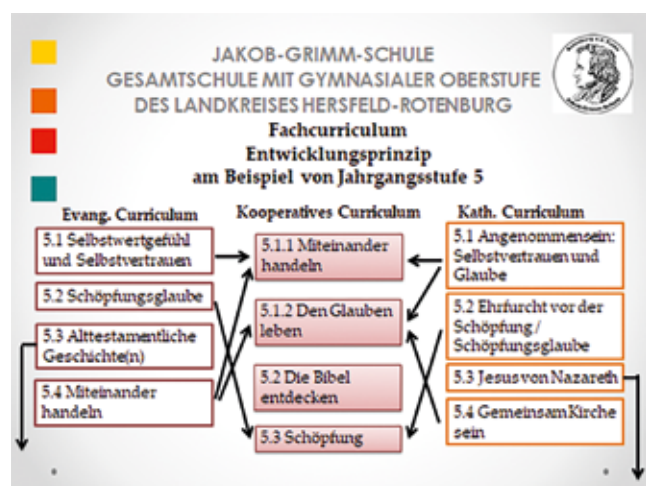 JAKOB-GRIMM-SCHULE
GESAMTSCHULE MIT GYMNASIALER OBERSTUFE
DES LANDKREISES HERSFELD-ROTENBURG
Fachcurriculum
Entwicklungsprinzip
am Beispiel von Jahrgangsstufe 5
Evang. Curriculum
5.1 Selbstwertgefühl
und Selbstvertrauen
5.2 Schöpfungsglaube
5.3 Alttestamentliche
Geschichte(n)
5.4 Miteinander
handeln
Kooperatives Curriculum
5.1.1 Miteinander
handeln
5.1.2 Den Glauben
leben
5.2 Die Bibel
entdecken
5.3 Schöpfung
Kath. Curriculum
5.1 Angenommensein:
Selbstvertrauen und
Glaube
5.2 Ehrfurcht vor der
Schöpfung /
Schöpfungsglaube
5.3 Jesus von Nazareth
5.4 Gemeinsam Kirche
sein